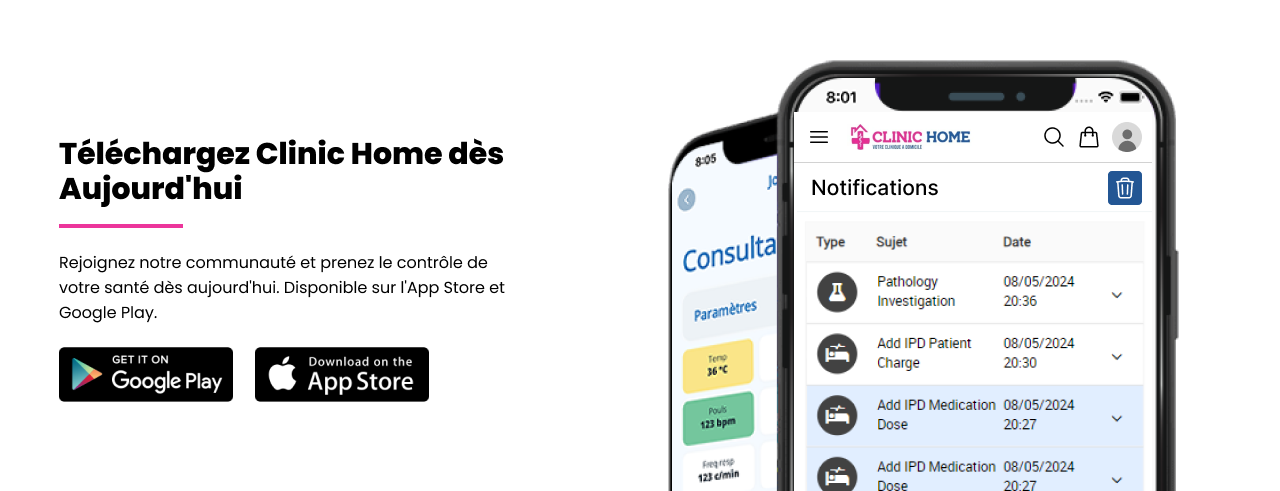 Téléchargez Clinic Home dès
Aujourd'hui
Rejoignez notre communauté et prenez le contrôle de
votre santé dès aujourd'hui. Disponible sur l'App Store et
Google Play.
GET IT ON
Google Play
Download on the
App Store
8:05
Consulta
Paramètres
Temp
36 °C
Pouls
123 bpm
Freq resp
123 c/min
8:01
CLINIC HOME
VOTRE CLINIQUE A DOMICILE
Notifications
Type Sujet Date
Pathology 08/05/2024
Investigation 20:36
Add IPD Patient 08/05/2024
Charge 20:30
Add IPD Medication 08/05/2024
Dose 20:27
Add IPD Medication 08/05/2024
Dose 20:27